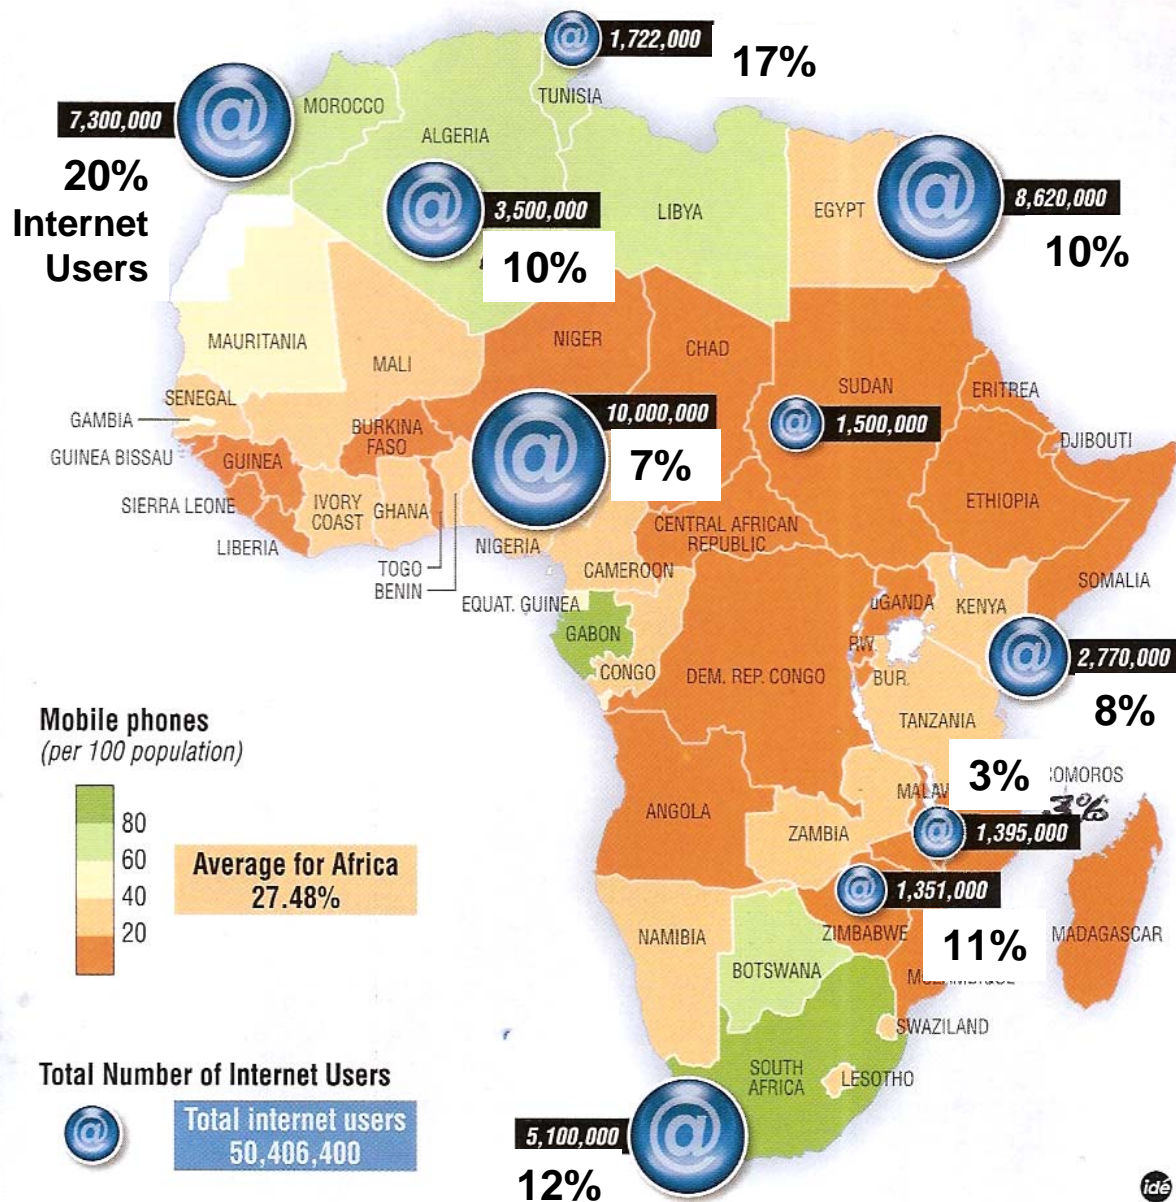 1,722,000
17%
MOROCCO
TUNISIA
7,300,000
ALGERIA
20%
Internet
Users
3,500,000
10%
LIBYA
EGYPT
8,620,000
10%
MAURITANIA
MALI
NIGER
CHAD
SUDAN
ERITREA
SENEGAL
GAMBIA
GUINEA BISSAU
GUINEA
BURKINA
FASO
10,000,000
7%
1,500,000
DJIBOUTI
SIERRA LEONE
IVORY
COAST
GHANA
LIBERIA
TOGO
BENIN
NIGERIA
CENTRAL AFRICAN
REPUBLIC
ETHIOPIA
CAMEROON
SOMALIA
EQUAT. GUINEA
UGANDA
KENYA
GABON
CONGO
DEM. REP. CONGO
RW.
BUR.
2,770,000
8%
TANZANIA
Mobile phones
(per 100 population)
80
60
40
20
Average for Africa
27.48%
3%
OMOROS
3%
ANGOLA
MALAW
ZAMBIA
1,395,000
1,351,000
ZIMBABWE
11%
MADAGASCAR
NAMIBIA
BOTSWANA
SWAZILAND
SOUTH
AFRICA
LESOTHO
Total Number of Internet Users
Total internet users
50,406,400
5,100,000
12%
@
idé